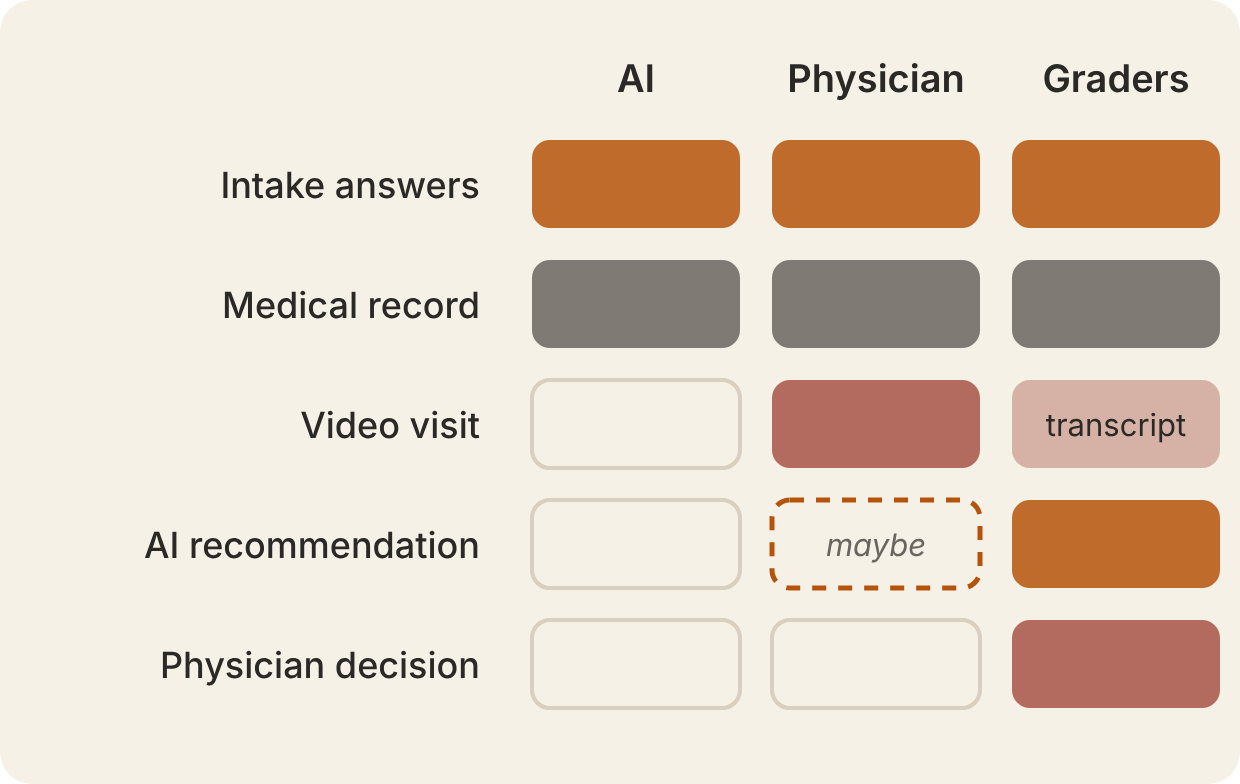 AI Physician Graders
Intake answers
Medical record
Video visit transcript
AI recommendation maybe
Physician decision